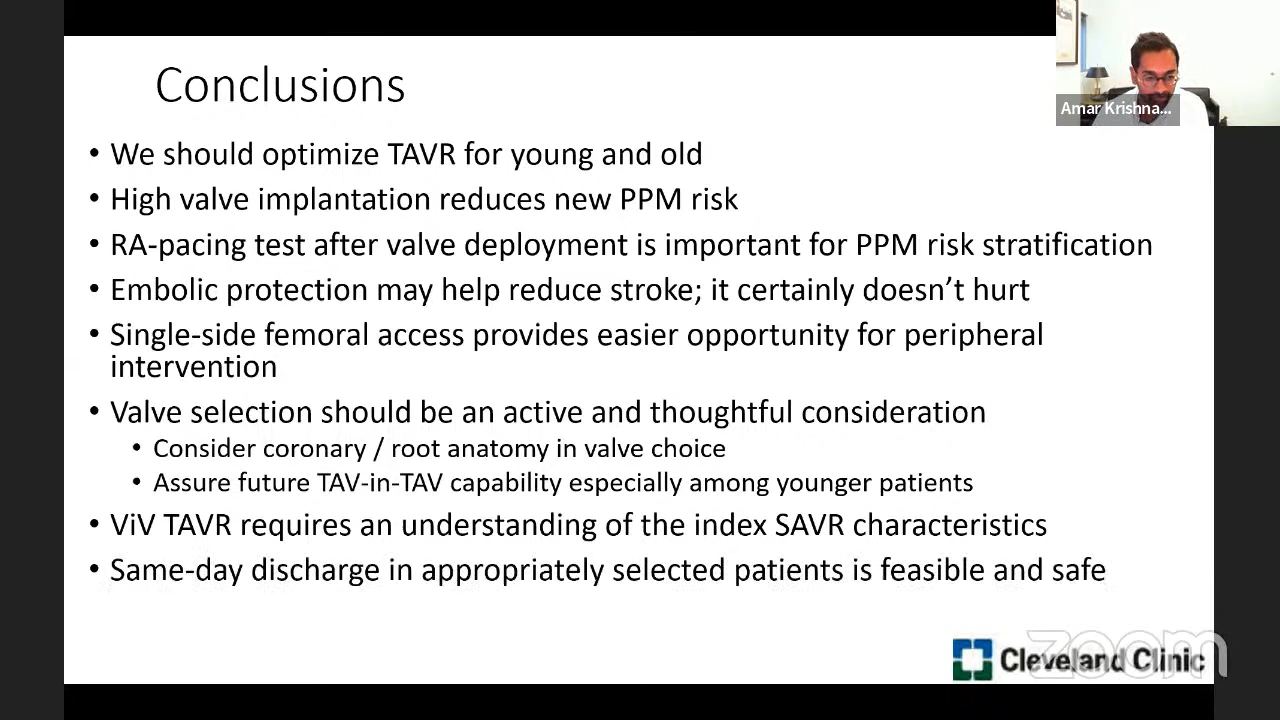 Conclusions
Amar Krishna...
• We should optimize TAVR for young and old
• High valve implantation reduces new PPM risk
• RA-pacing test after valve deployment is important for PPM risk stratification
• Embolic protection may help reduce stroke; it certainly doesn’t hurt
• Single-side femoral access provides easier opportunity for peripheral
intervention
• Valve selection should be an active and thoughtful consideration
• Consider coronary / root anatomy in valve choice
• Assure future TAV-in-TAV capability especially among younger patients
• ViV TAVR requires an understanding of the index SAVR characteristics
• Same-day discharge in appropriately selected patients is feasible and safe
zoom
Cleveland Clinic